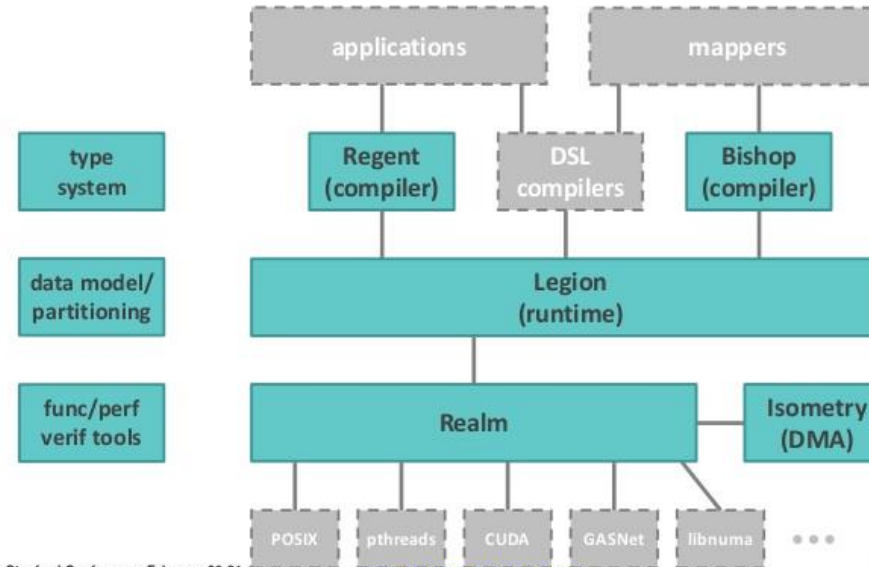 applications
mappers
type
system
Regent
(compiler)
DSL
compilers
Bishop
(compiler)
data model/
partitioning
Legion
(runtime)
func/perf
verif tools
Realm
Isometry
(DMA)
POSIX
pthreads
CUDA
GASNet
libnuma